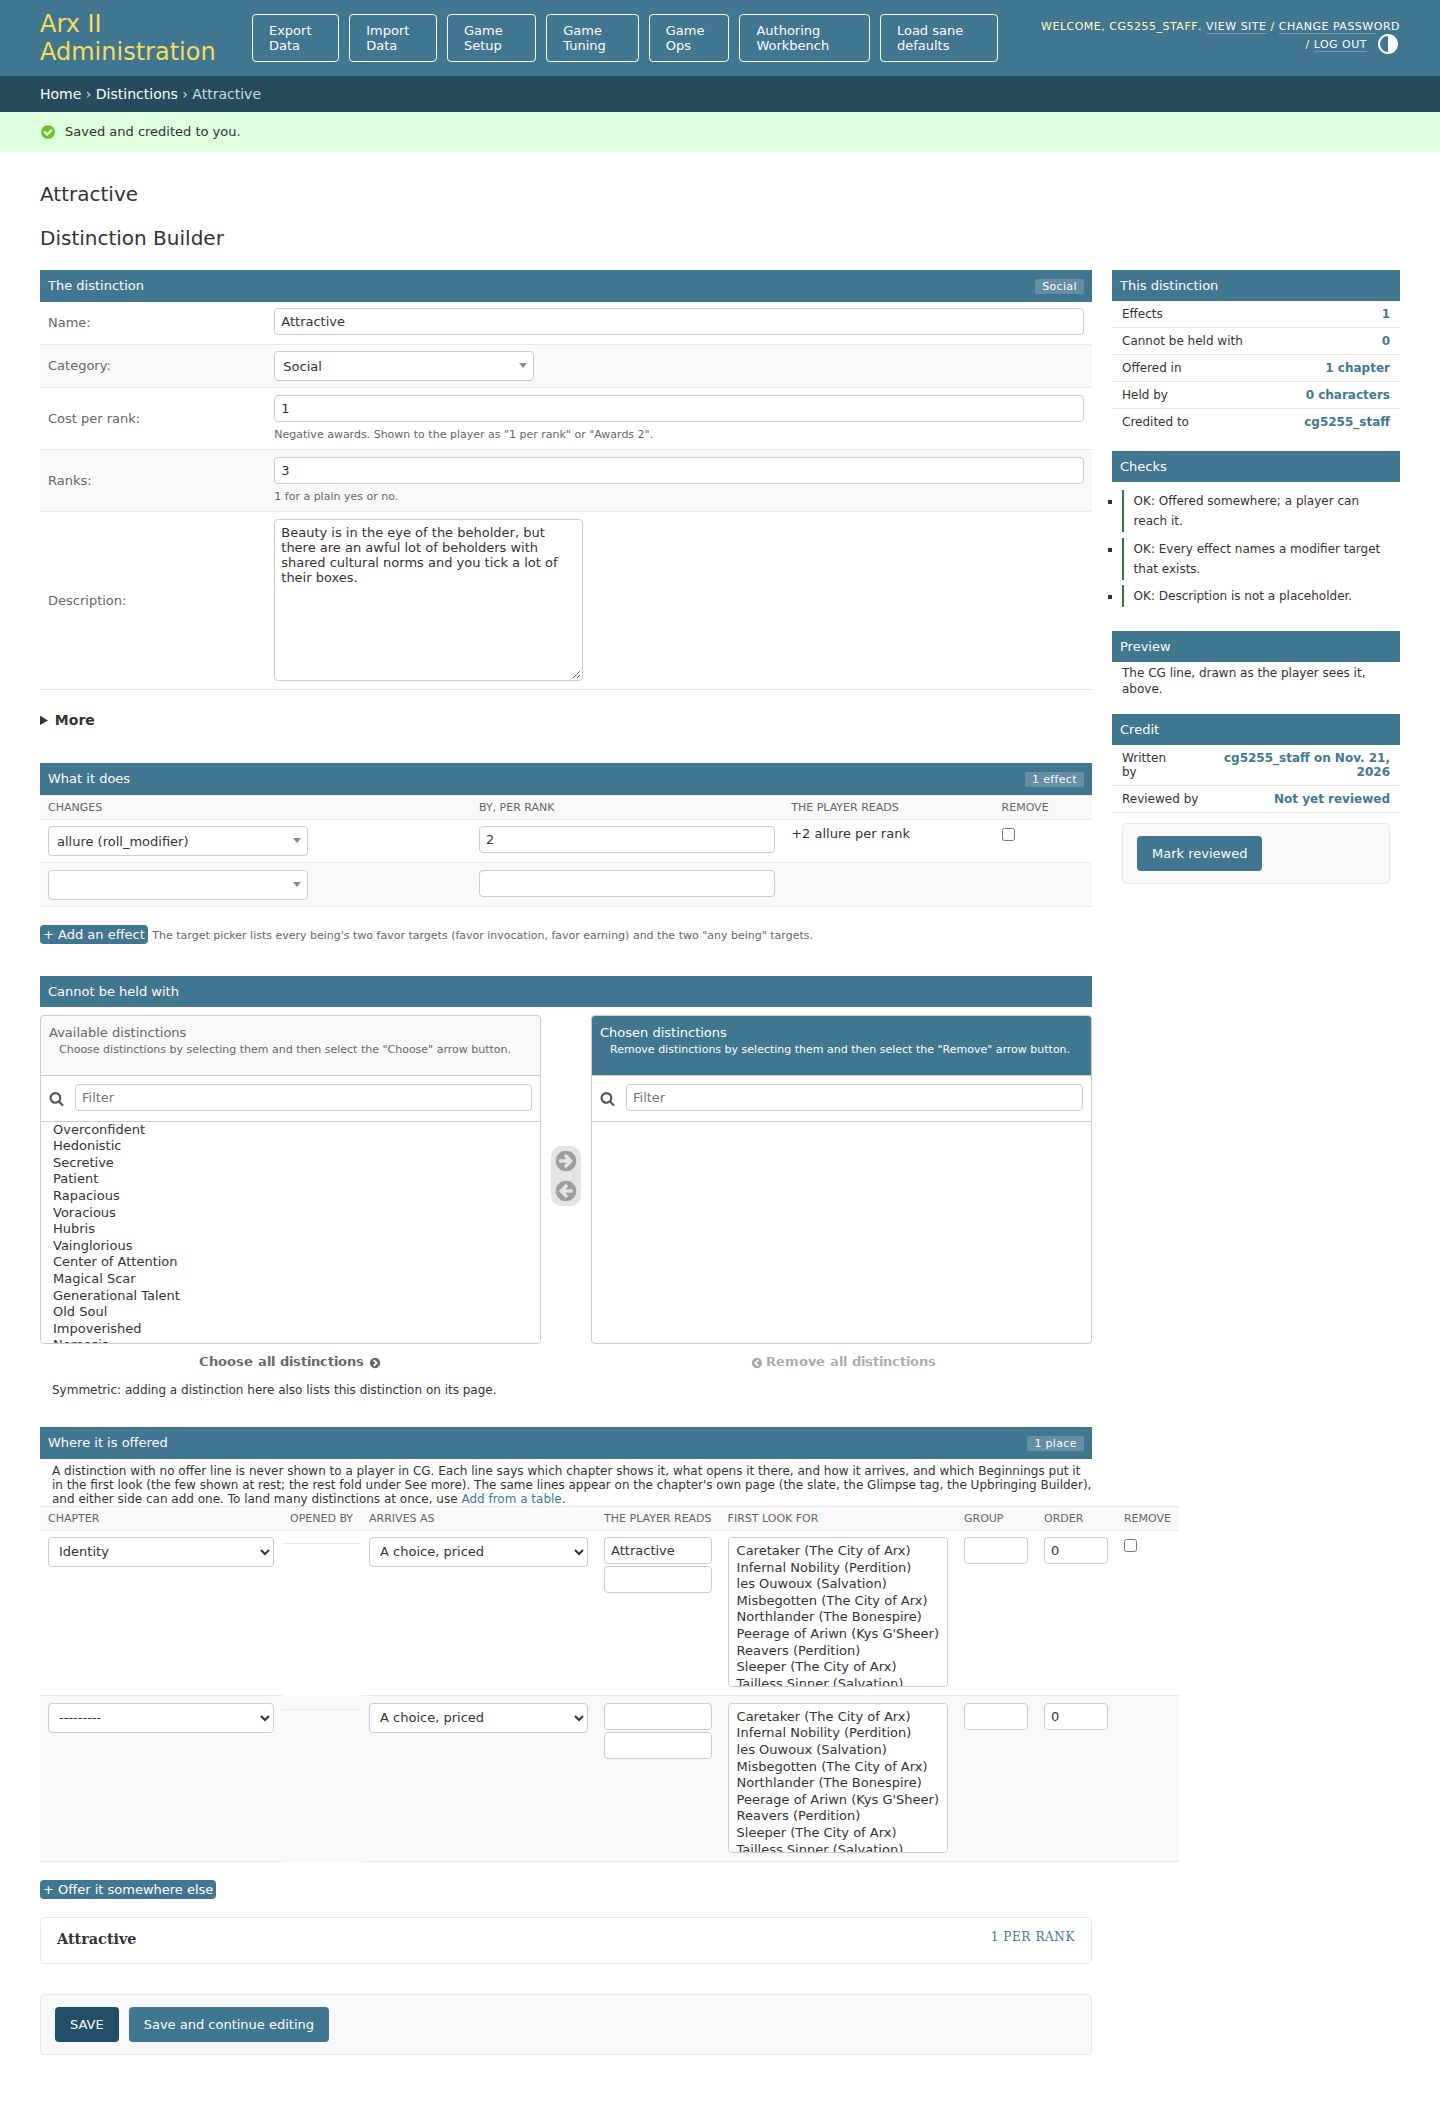 Arx II
Administration
Export
Data
Import
Data
Game
Setup
Game
Tuning
Game
Ops
Authoring
Workbench
Load sane
defaults
WELCOME, CG5255_STAFF. VIEW SITE / CHANGE PASSWORD
/ LOG OUT
Home › Distinctions › Attractive
Saved and credited to you.
Attractive
Distinction Builder
The distinction
Social
Name:
Attractive
Category:
Social
Cost per rank:
1
Negative awards. Shown to the player as "1 per rank" or "Awards 2".
Ranks:
3
1 for a plain yes or no.
Description:
Beauty is in the eye of the beholder, but
there are an awful lot of beholders with
shared cultural norms and you tick a lot of
their boxes.
More
What it does
1 effect
CHANGES
BY, PER RANK
THE PLAYER READS
REMOVE
allure (roll_modifier)
2
+2 allure per rank
+ Add an effect
The target picker lists every being's two favor targets (favor invocation, favor earning) and the two "any being" targets.
Cannot be held with
Available distinctions
Choose distinctions by selecting them and then select the "Choose" arrow button.
Filter
Overconfident
Hedonistic
Secretive
Patient
Rapacious
Voracious
Hubris
Vainglorious
Center of Attention
Magical Scar
Generational Talent
Old Soul
Impoverished
Choose all distinctions
Chosen distinctions
Remove distinctions by selecting them and then select the "Remove" arrow button.
Filter
Remove all distinctions
Symmetric: adding a distinction here also lists this distinction on its page.
Where it is offered
1 place
A distinction with no offer line is never shown to a player in CG. Each line says which chapter shows it, what opens it there, and how it arrives, and which Beginnings put it
in the first look (the few shown at rest; the rest fold under See more). The same lines appear on the chapter's own page (the slate, the Glimpse tag, the Upbringing Builder),
and either side can add one. To land many distinctions at once, use Add from a table.
CHAPTER
OPENED BY
ARRIVES AS
THE PLAYER READS
FIRST LOOK FOR
GROUP
ORDER
REMOVE
Identity
A choice, priced
Attractive
Caretaker (The City of Arx)
Infernal Nobility (Perdition)
les Ouwoux (Salvation)
Misbegotten (The City of Arx)
Northlander (The Bonespire)
Peerage of Ariwn (Kys G'Sheer)
Reavers (Perdition)
Sleeper (The City of Arx)
Tailless Sinner (Salvation)
0
---------
A choice, priced
Caretaker (The City of Arx)
Infernal Nobility (Perdition)
les Ouwoux (Salvation)
Misbegotten (The City of Arx)
Northlander (The Bonespire)
Peerage of Ariwn (Kys G'Sheer)
Reavers (Perdition)
Sleeper (The City of Arx)
Tailless Sinner (Salvation)
0
+ Offer it somewhere else
Attractive
1 PER RANK
SAVE
Save and continue editing
This distinction
Effects
1
Cannot be held with
0
Offered in
1 chapter
Held by
0 characters
Credited to
cg5255_staff
Checks
OK: Offered somewhere; a player can
reach it.
OK: Every effect names a modifier target
that exists.
OK: Description is not a placeholder.
Preview
The CG line, drawn as the player sees it,
above.
Credit
Written
by
cg5255_staff on Nov. 21,
2026
Reviewed by
Not yet reviewed
Mark reviewed